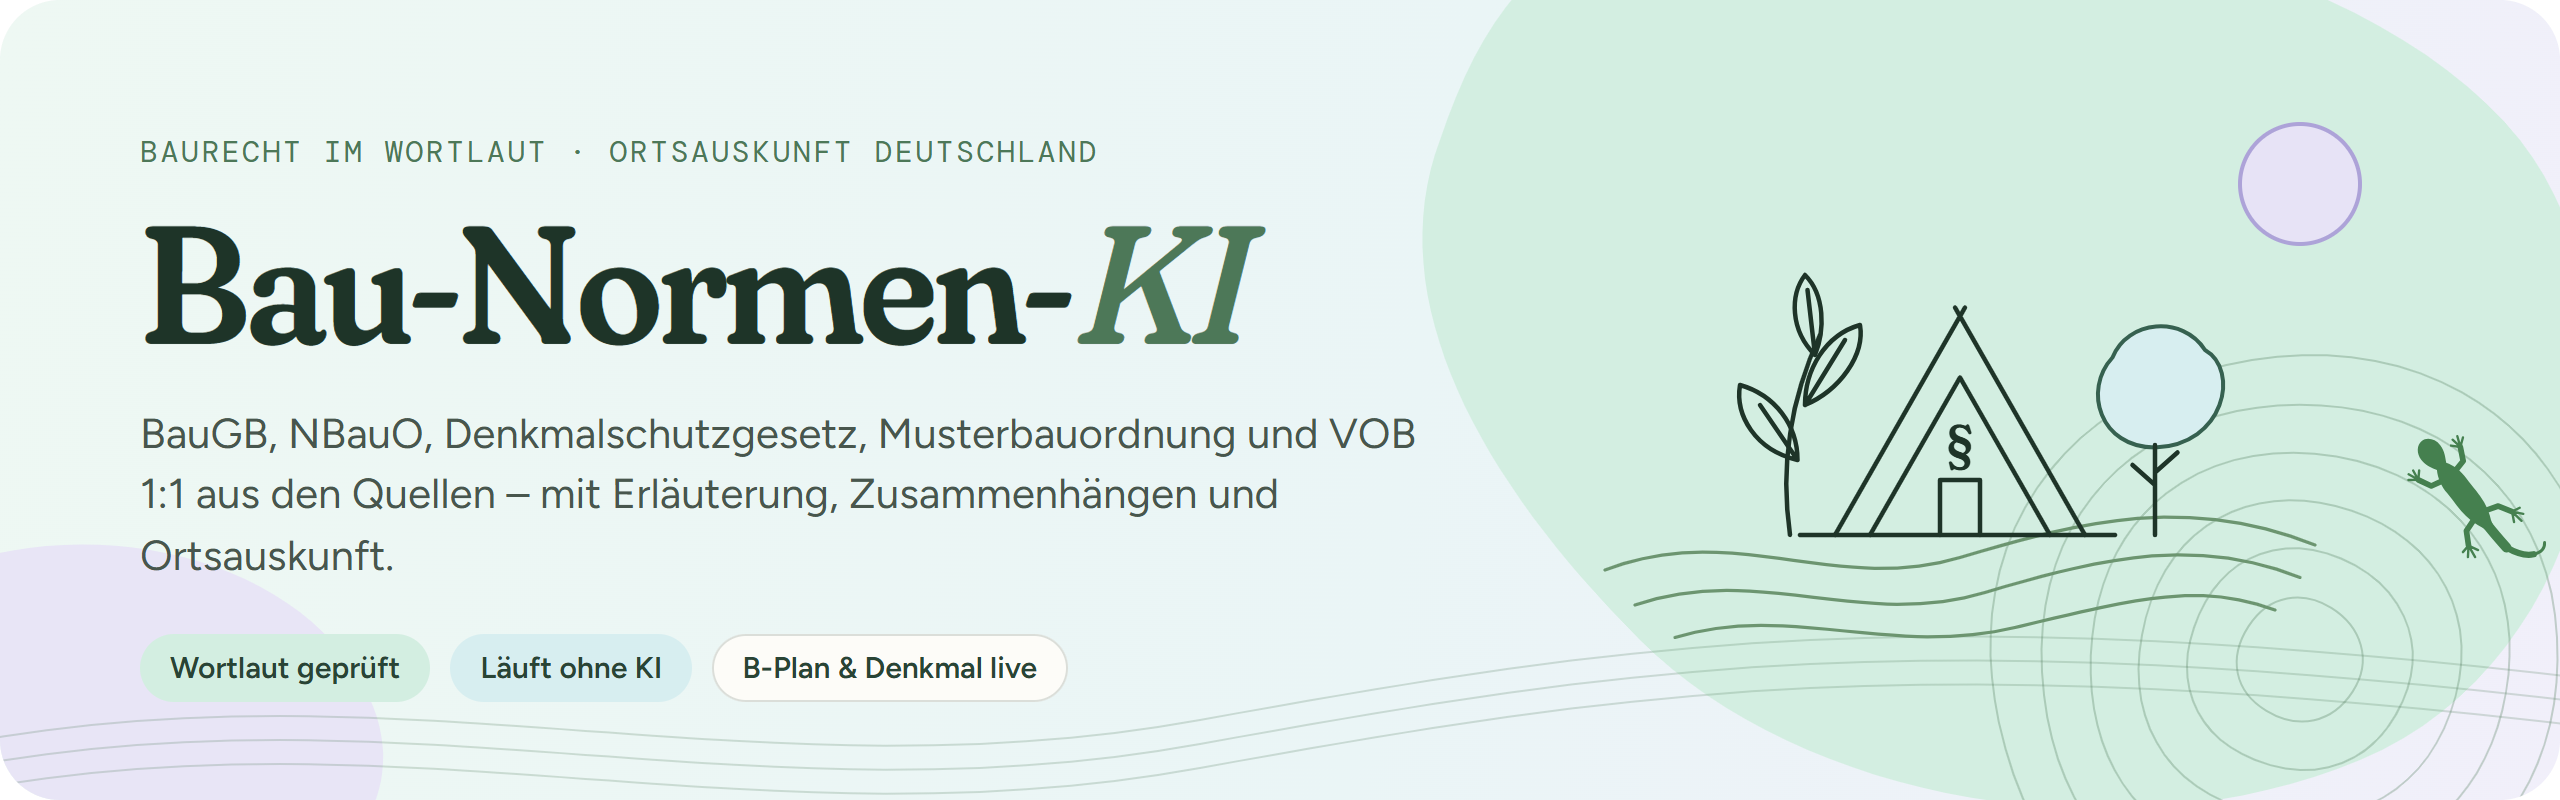 BAURECHT IM WORTLAUT · ORTSAUSKUNFT DEUTSCHLAND
Bau-Normen-KI
BauGB, NBauO, Denkmalschutzgesetz, Musterbauordnung und VOB
1:1 aus den Quellen – mit Erläuterung, Zusammenhängen und
Ortsauskunft.
Wortlaut geprüft
Läuft ohne KI
B-Plan & Denkmal live
§